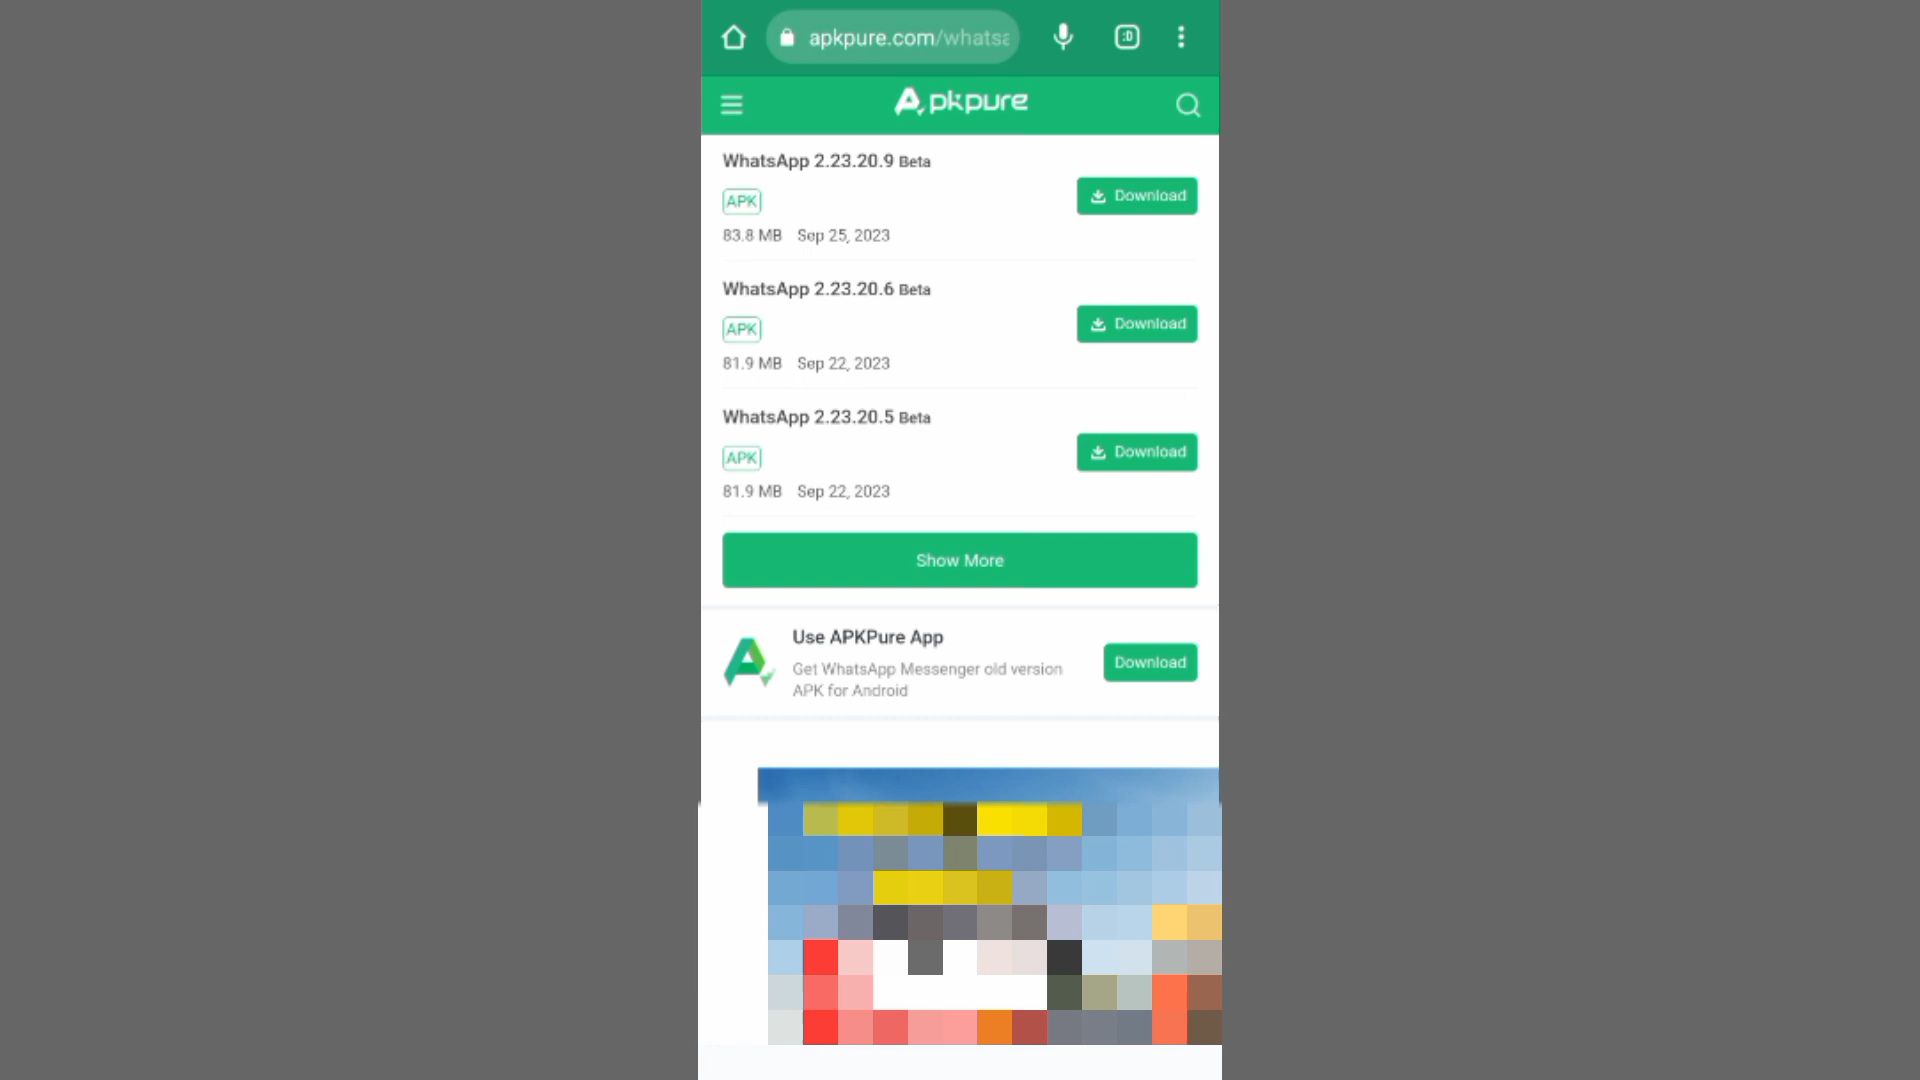 apkpure.com/whatsa
:D
Apkpure
WhatsApp 2.23.20.9 Beta
APK
Download
83.8 MB Sep 25, 2023
WhatsApp 2.23.20.6 Beta
APK
Download
81.9 MB Sep 22, 2023
WhatsApp 2.23.20.5 Beta
APK
Download
81.9 MB Sep 22, 2023
Show More
Use APKPure App
Get WhatsApp Messenger old version
APK for Android
Download